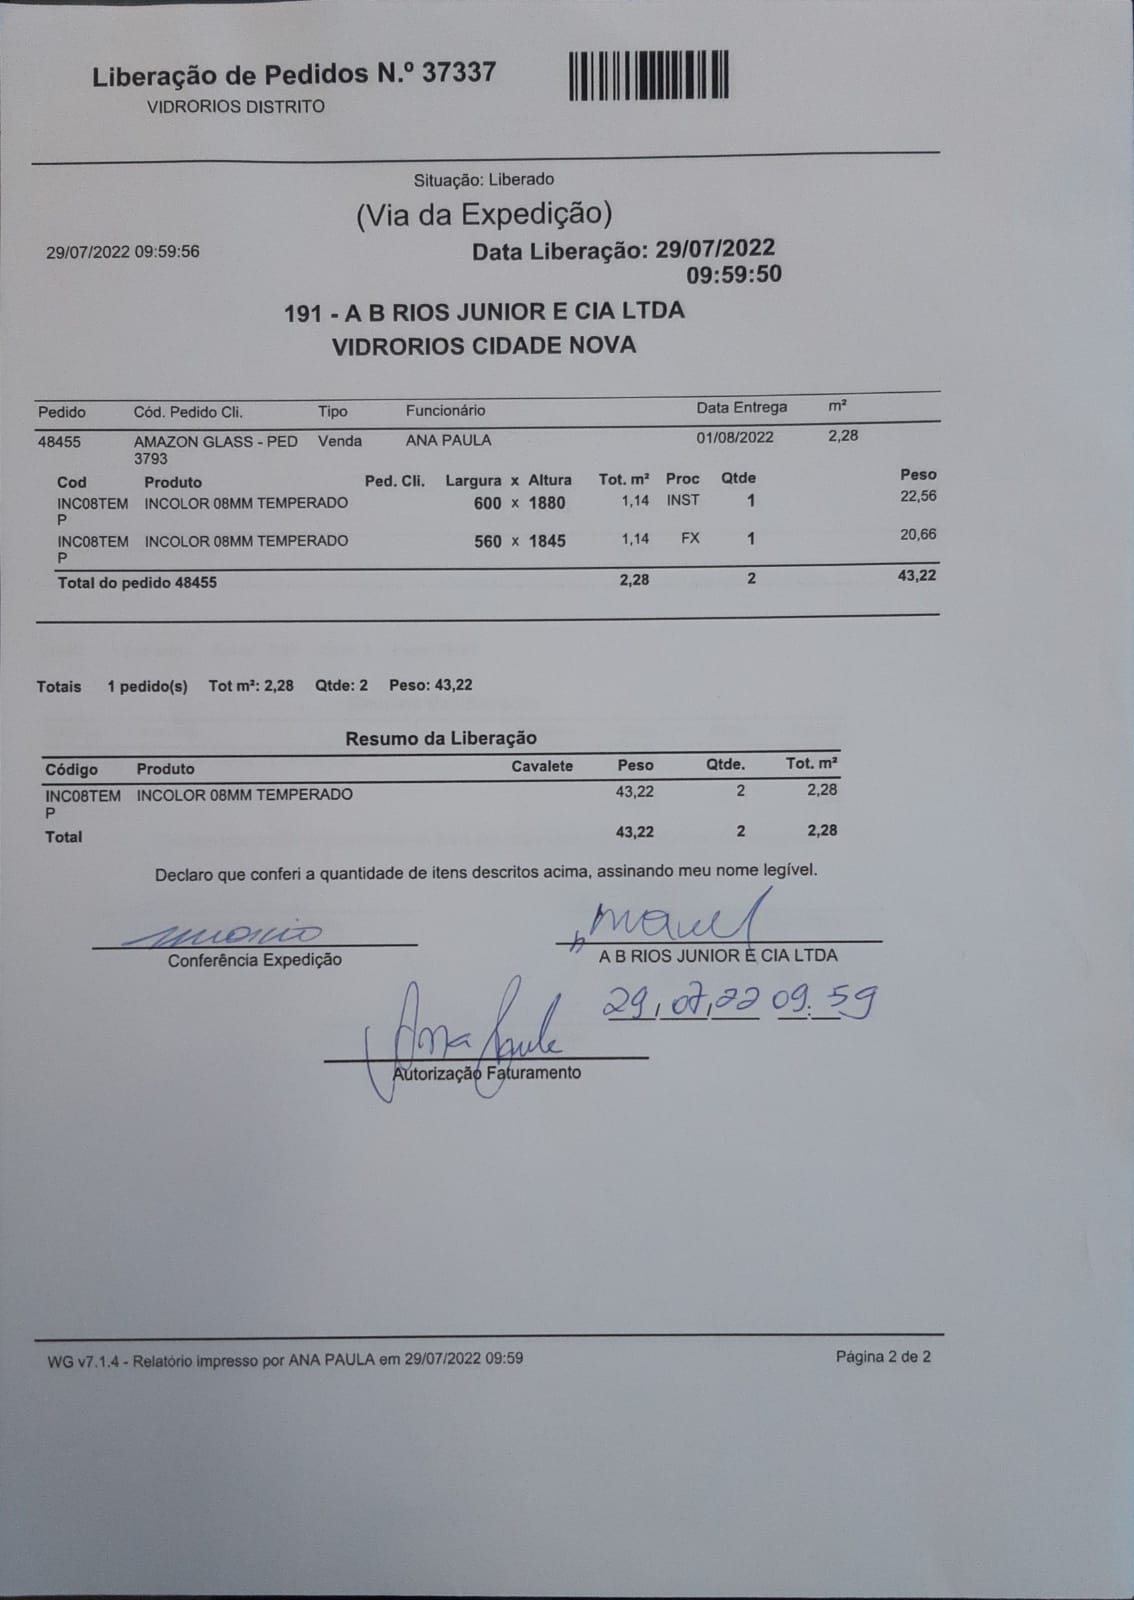 Liberação de Pedidos N.º 37337
VIDRORIOS DISTRITO
Situação: Liberado
(Via da Expedição)
29/07/2022 09:59:56
Data Liberação: 29/07/2022
09:59:50
191 - A B RIOS JUNIOR E CIA LTDA
VIDRORIOS CIDADE NOVA
Pedido Cód. Pedido Cli. Tipo Funcionário Data Entrega m²
48455 AMAZON GLASS - PED Venda ANA PAULA 01/08/2022 2,28
3793
Cod Produto Ped. Cli. Largura x Altura Tot. m² Proc Qtde Peso
INC08TEM INCOLOR 08MM TEMPERADO 600 x 1880 1,14 INST 1 22,56
P
INC08TEM INCOLOR 08MM TEMPERADO 560 x 1845 1,14 FX 1 20,66
P
Total do pedido 48455 2,28 2 43,22
Totais 1 pedido(s) Tot m²: 2,28 Qtde: 2 Peso: 43,22
Resumo da Liberação
Código Produto Cavalete Peso Qtde. Tot. m²
INC08TEM INCOLOR 08MM TEMPERADO 43,22 2 2,28
P
Total 43,22 2 2,28
Declaro que conferi a quantidade de itens descritos acima, assinando meu nome legível.
Conferência Expedição
A B RIOS JUNIOR E CIA LTDA
29,07,22 09:59
Ana Paula
Autorização Faturamento
WG v7.1.4 - Relatório impresso por ANA PAULA em 29/07/2022 09:59
Página 2 de 2